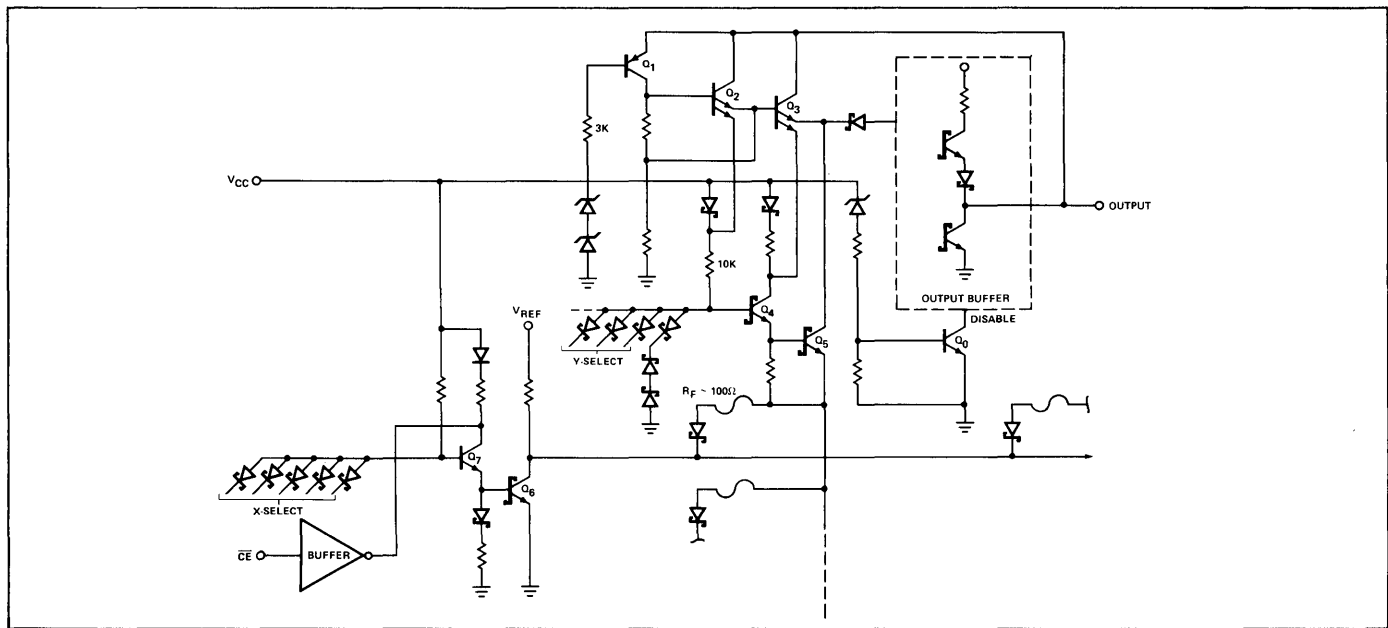 Q1
Q2
Q3
3K
VCC
OUTPUT
10K
OUTPUT BUFFER
DISABLE
VREF
Q4
Q0
Y-SELECT
Q5
RF ~ 100Ω
Q7
Q6
X-SELECT
CE
BUFFER